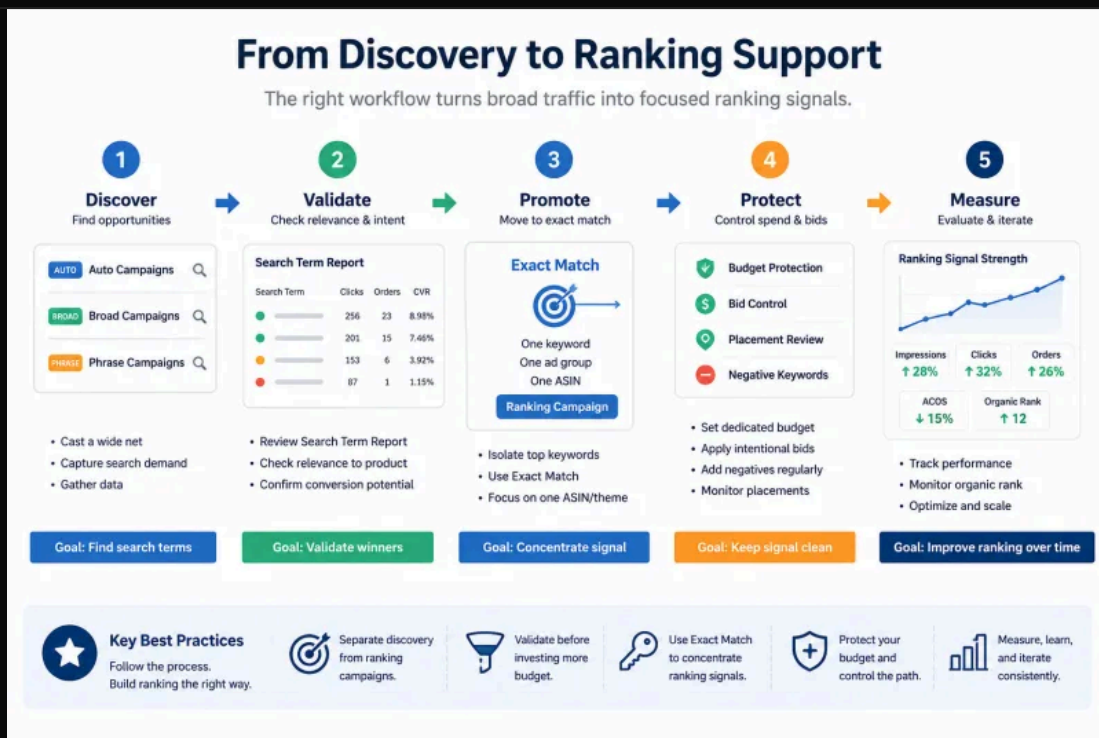 From Discovery to Ranking Support
The right workflow turns broad traffic into focused ranking signals.
1
Discover
Find opportunities
AUTO Auto Campaigns
BROAD Broad Campaigns
PHRASE Phrase Campaigns
• Cast a wide net
• Capture search demand
• Gather data
Goal: Find search terms
2
Validate
Check relevance & intent
Search Term Report
Search Term Clicks Orders CVR
256 23 8.98%
201 15 7.46%
153 6 3.92%
87 1 1.15%
• Review Search Term Report
• Check relevance to product
• Confirm conversion potential
Goal: Validate winners
3
Promote
Move to exact match
Exact Match
One keyword
One ad group
One ASIN
Ranking Campaign
• Isolate top keywords
• Use Exact Match
• Focus on one ASIN/theme
Goal: Concentrate signal
4
Protect
Control spend & bids
Budget Protection
$ Bid Control
Placement Review
Negative Keywords
• Set dedicated budget
• Apply intentional bids
• Add negatives regularly
• Monitor placements
Goal: Keep signal clean
5
Measure
Evaluate & iterate
Ranking Signal Strength
Impressions Clicks Orders
↑ 28% ↑ 32% ↑ 26%
ACOS Organic Rank
↓ 15% ↑ 12
• Track performance
• Monitor organic rank
• Optimize and scale
Goal: Improve ranking over time
Key Best Practices
Follow the process.
Build ranking the right way.
Separate discovery
from ranking
campaigns.
Validate before
investing more
budget.
Use Exact Match
to concentrate
ranking signals.
Protect your
budget and
control the path.
Measure, learn,
and iterate
consistently.